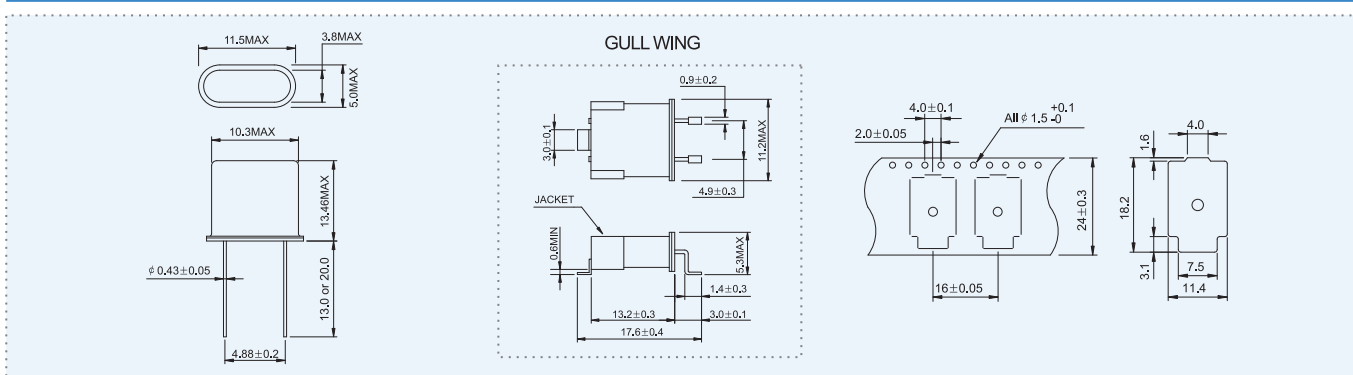 11.5MAX
3.8MAX
5.0MAX
10.3MAX
13.46MAX
ϕ 0.43±0.05
13.0 or 20.0
4.88±0.2
GULL WING
0.9±0.2
3.0±0.1
11.2MAX
4.9±0.3
JACKET
0.6MIN
5.3MAX
1.4±0.3
13.2±0.3
3.0±0.1
17.6±0.4
4.0±0.1
All ϕ 1.5 +0.1 -0
2.0±0.05
24±0.3
16±0.05
1.6
4.0
18.2
3.1
7.5
11.4